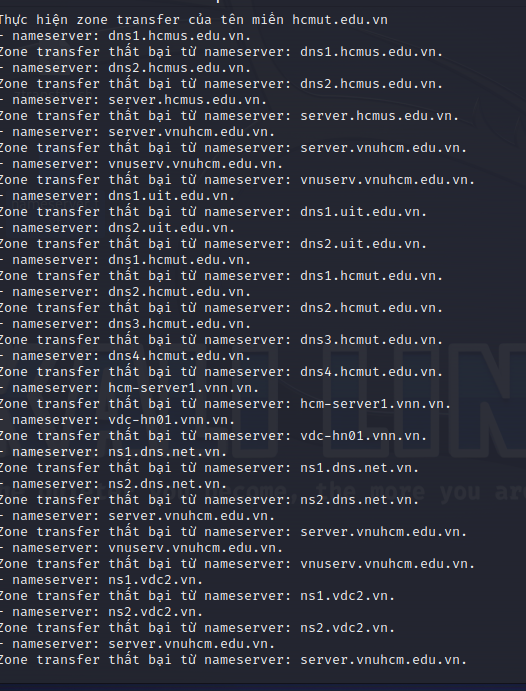 Thực hiện zone transfer của tên miền hcmut.edu.vn
- nameserver: dns1.hcmus.edu.vn.
Zone transfer thất bại từ nameserver: dns1.hcmus.edu.vn.
- nameserver: dns2.hcmus.edu.vn.
Zone transfer thất bại từ nameserver: dns2.hcmus.edu.vn.
- nameserver: server.hcmus.edu.vn.
Zone transfer thất bại từ nameserver: server.hcmus.edu.vn.
- nameserver: server.vnuhcm.edu.vn.
Zone transfer thất bại từ nameserver: server.vnuhcm.edu.vn.
- nameserver: vnuserv.vnuhcm.edu.vn.
Zone transfer thất bại từ nameserver: vnuserv.vnuhcm.edu.vn.
- nameserver: dns1.uit.edu.vn.
Zone transfer thất bại từ nameserver: dns1.uit.edu.vn.
- nameserver: dns2.uit.edu.vn.
Zone transfer thất bại từ nameserver: dns2.uit.edu.vn.
- nameserver: dns1.hcmut.edu.vn.
Zone transfer thất bại từ nameserver: dns1.hcmut.edu.vn.
- nameserver: dns2.hcmut.edu.vn.
Zone transfer thất bại từ nameserver: dns2.hcmut.edu.vn.
- nameserver: dns3.hcmut.edu.vn.
Zone transfer thất bại từ nameserver: dns3.hcmut.edu.vn.
- nameserver: dns4.hcmut.edu.vn.
Zone transfer thất bại từ nameserver: dns4.hcmut.edu.vn.
- nameserver: hcm-server1.vnn.vn.
Zone transfer thất bại từ nameserver: hcm-server1.vnn.vn.
- nameserver: vdc-hn01.vnn.vn.
Zone transfer thất bại từ nameserver: vdc-hn01.vnn.vn.
- nameserver: ns1.dns.net.vn.
Zone transfer thất bại từ nameserver: ns1.dns.net.vn.
- nameserver: ns2.dns.net.vn.
Zone transfer thất bại từ nameserver: ns2.dns.net.vn.
- nameserver: server.vnuhcm.edu.vn.
Zone transfer thất bại từ nameserver: server.vnuhcm.edu.vn.
- nameserver: vnuserv.vnuhcm.edu.vn.
Zone transfer thất bại từ nameserver: vnuserv.vnuhcm.edu.vn.
- nameserver: ns1.vdc2.vn.
Zone transfer thất bại từ nameserver: ns1.vdc2.vn.
- nameserver: ns2.vdc2.vn.
Zone transfer thất bại từ nameserver: ns2.vdc2.vn.
- nameserver: server.vnuhcm.edu.vn.
Zone transfer thất bại từ nameserver: server.vnuhcm.edu.vn.